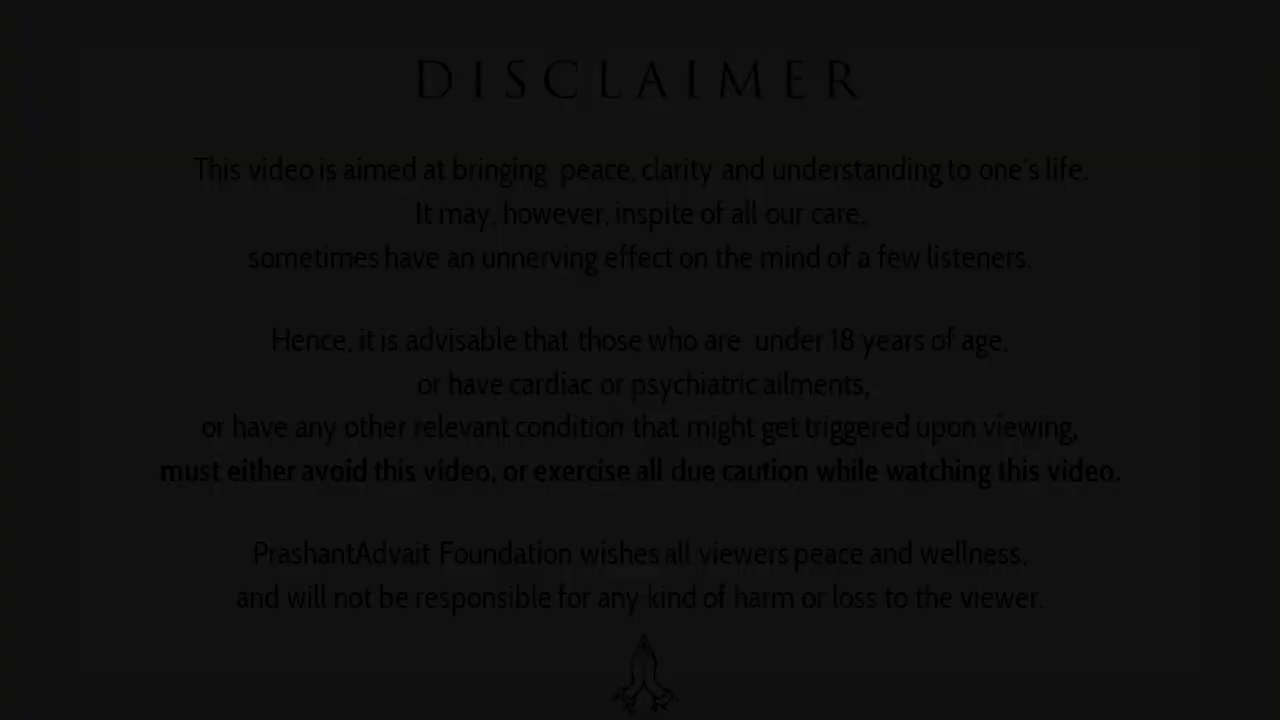 DISCLAIMER
This video is aimed at bringing peace, clarity and understanding to one's life.
It may, however, inspite of all our care,
sometimes have an unnerving effect on the mind of a few listeners.
Hence, it is advisable that those who are under 18 years of age,
or have cardiac or psychiatric ailments,
or have any other relevant condition that might get triggered upon viewing,
must either avoid this video, or exercise all due caution while watching this video.
PrashantAdvait Foundation wishes all viewers peace and wellness,
and will not be responsible for any kind of harm or loss to the viewer.